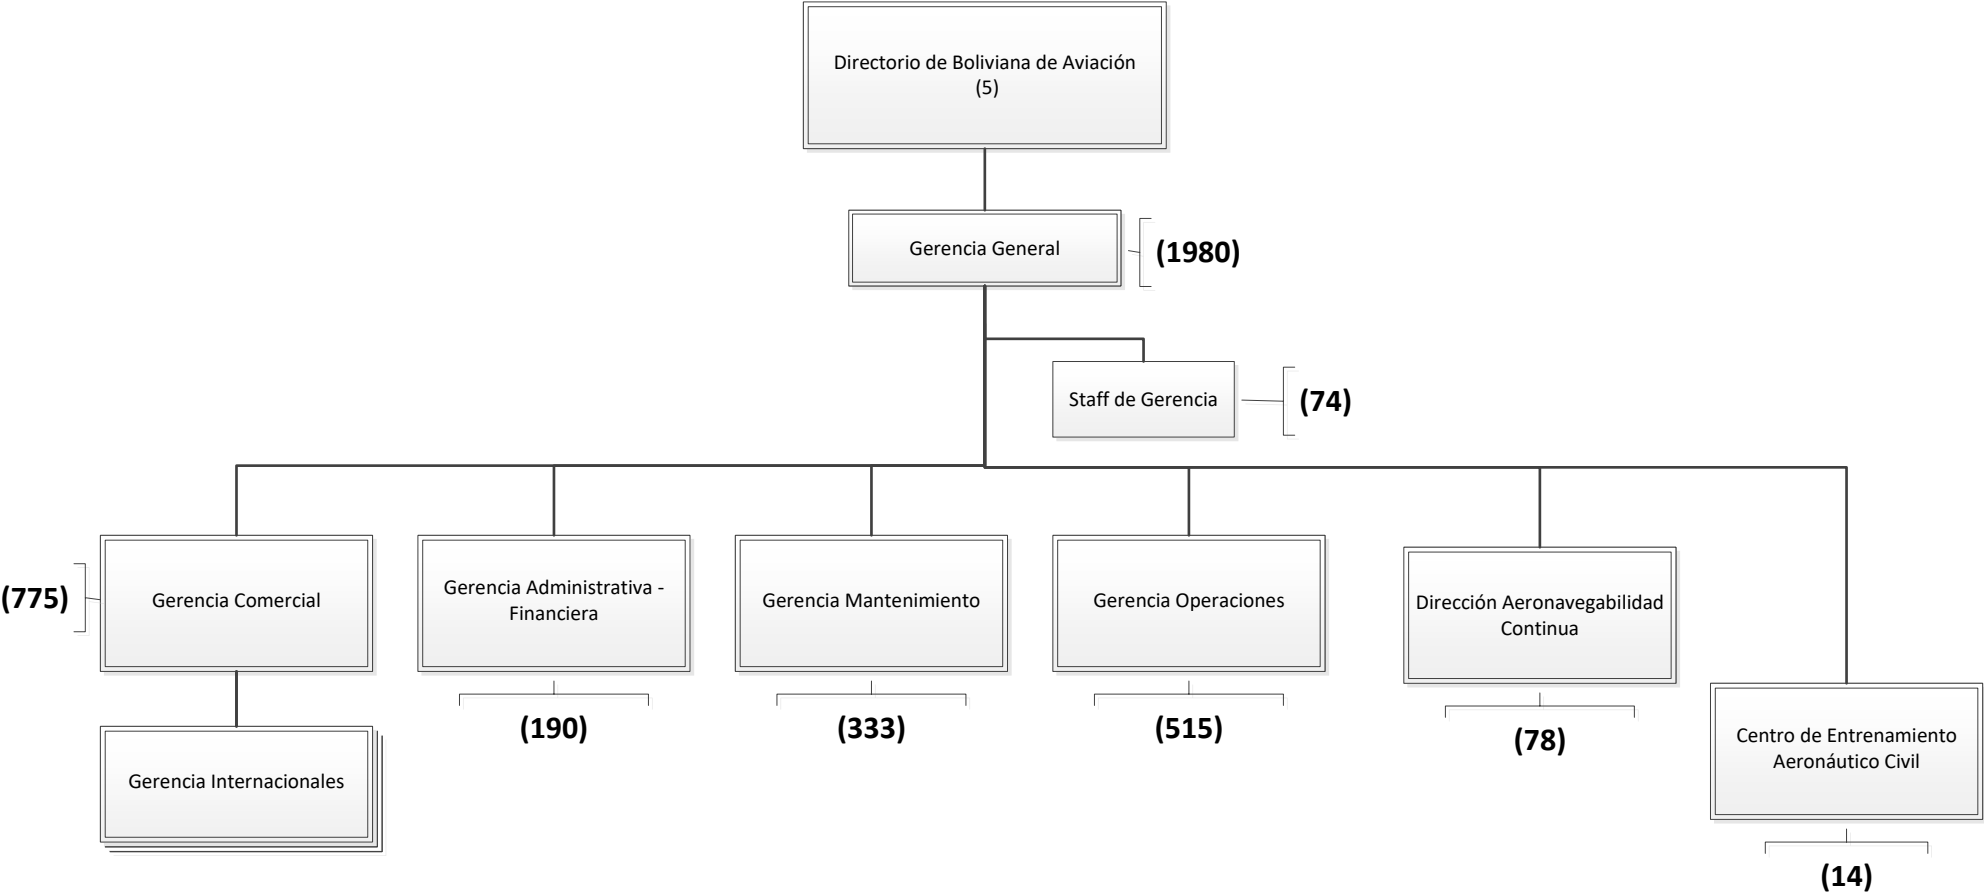 Directorio de Boliviana de Aviación
(5)
Gerencia General
(1980)
Staff de Gerencia
(74)
(775)
Gerencia Comercial
Gerencia Administrativa -
Financiera
(190)
Gerencia Mantenimiento
(333)
Gerencia Operaciones
(515)
Dirección Aeronavegabilidad
Continua
(78)
Centro de Entrenamiento
Aeronáutico Civil
(14)
Gerencia Internacionales